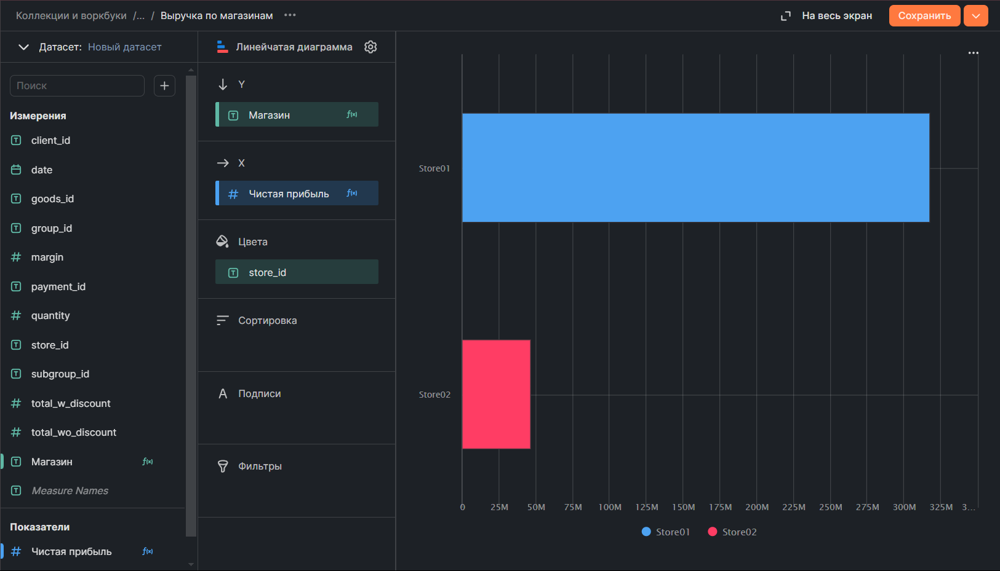 Коллекции и воркбуки /... / Выручка по магазинам ••• На весь экран Сохранить
Датасет: Новый датасет
Поиск
Измерения
client_id
date
goods_id
group_id
margin
payment_id
quantity
store_id
subgroup_id
total_w_discount
total_wo_discount
Магазин f(x)
Measure Names
Показатели
Чистая прибыль f(x)
Линейчатая диаграмма
Y
Магазин f(x)
X
Чистая прибыль f(x)
Цвета
store_id
Сортировка
Подписи
Фильтры
Store01
Store02
0 25M 50M 75M 100M 125M 150M 175M 200M 225M 250M 275M 300M 325M 3...
Store01 Store02